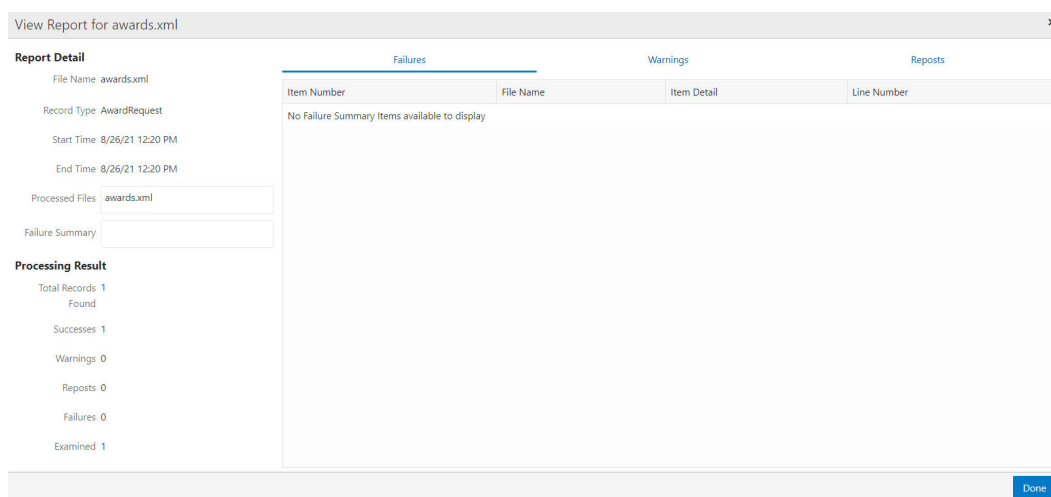 View Report for awards.xml
Report Detail
File Name awards.xml
Record Type AwardRequest
Start Time 8/26/21 12:20 PM
End Time 8/26/21 12:20 PM
Processed Files awards.xml
Failure Summary
Processing Result
Total Records 1
Found
Successes 1
Warnings 0
Reposts 0
Failures 0
Examined 1
Failures Warnings Reposts
Item Number File Name Item Detail Line Number
No Failure Summary Items available to display
Done